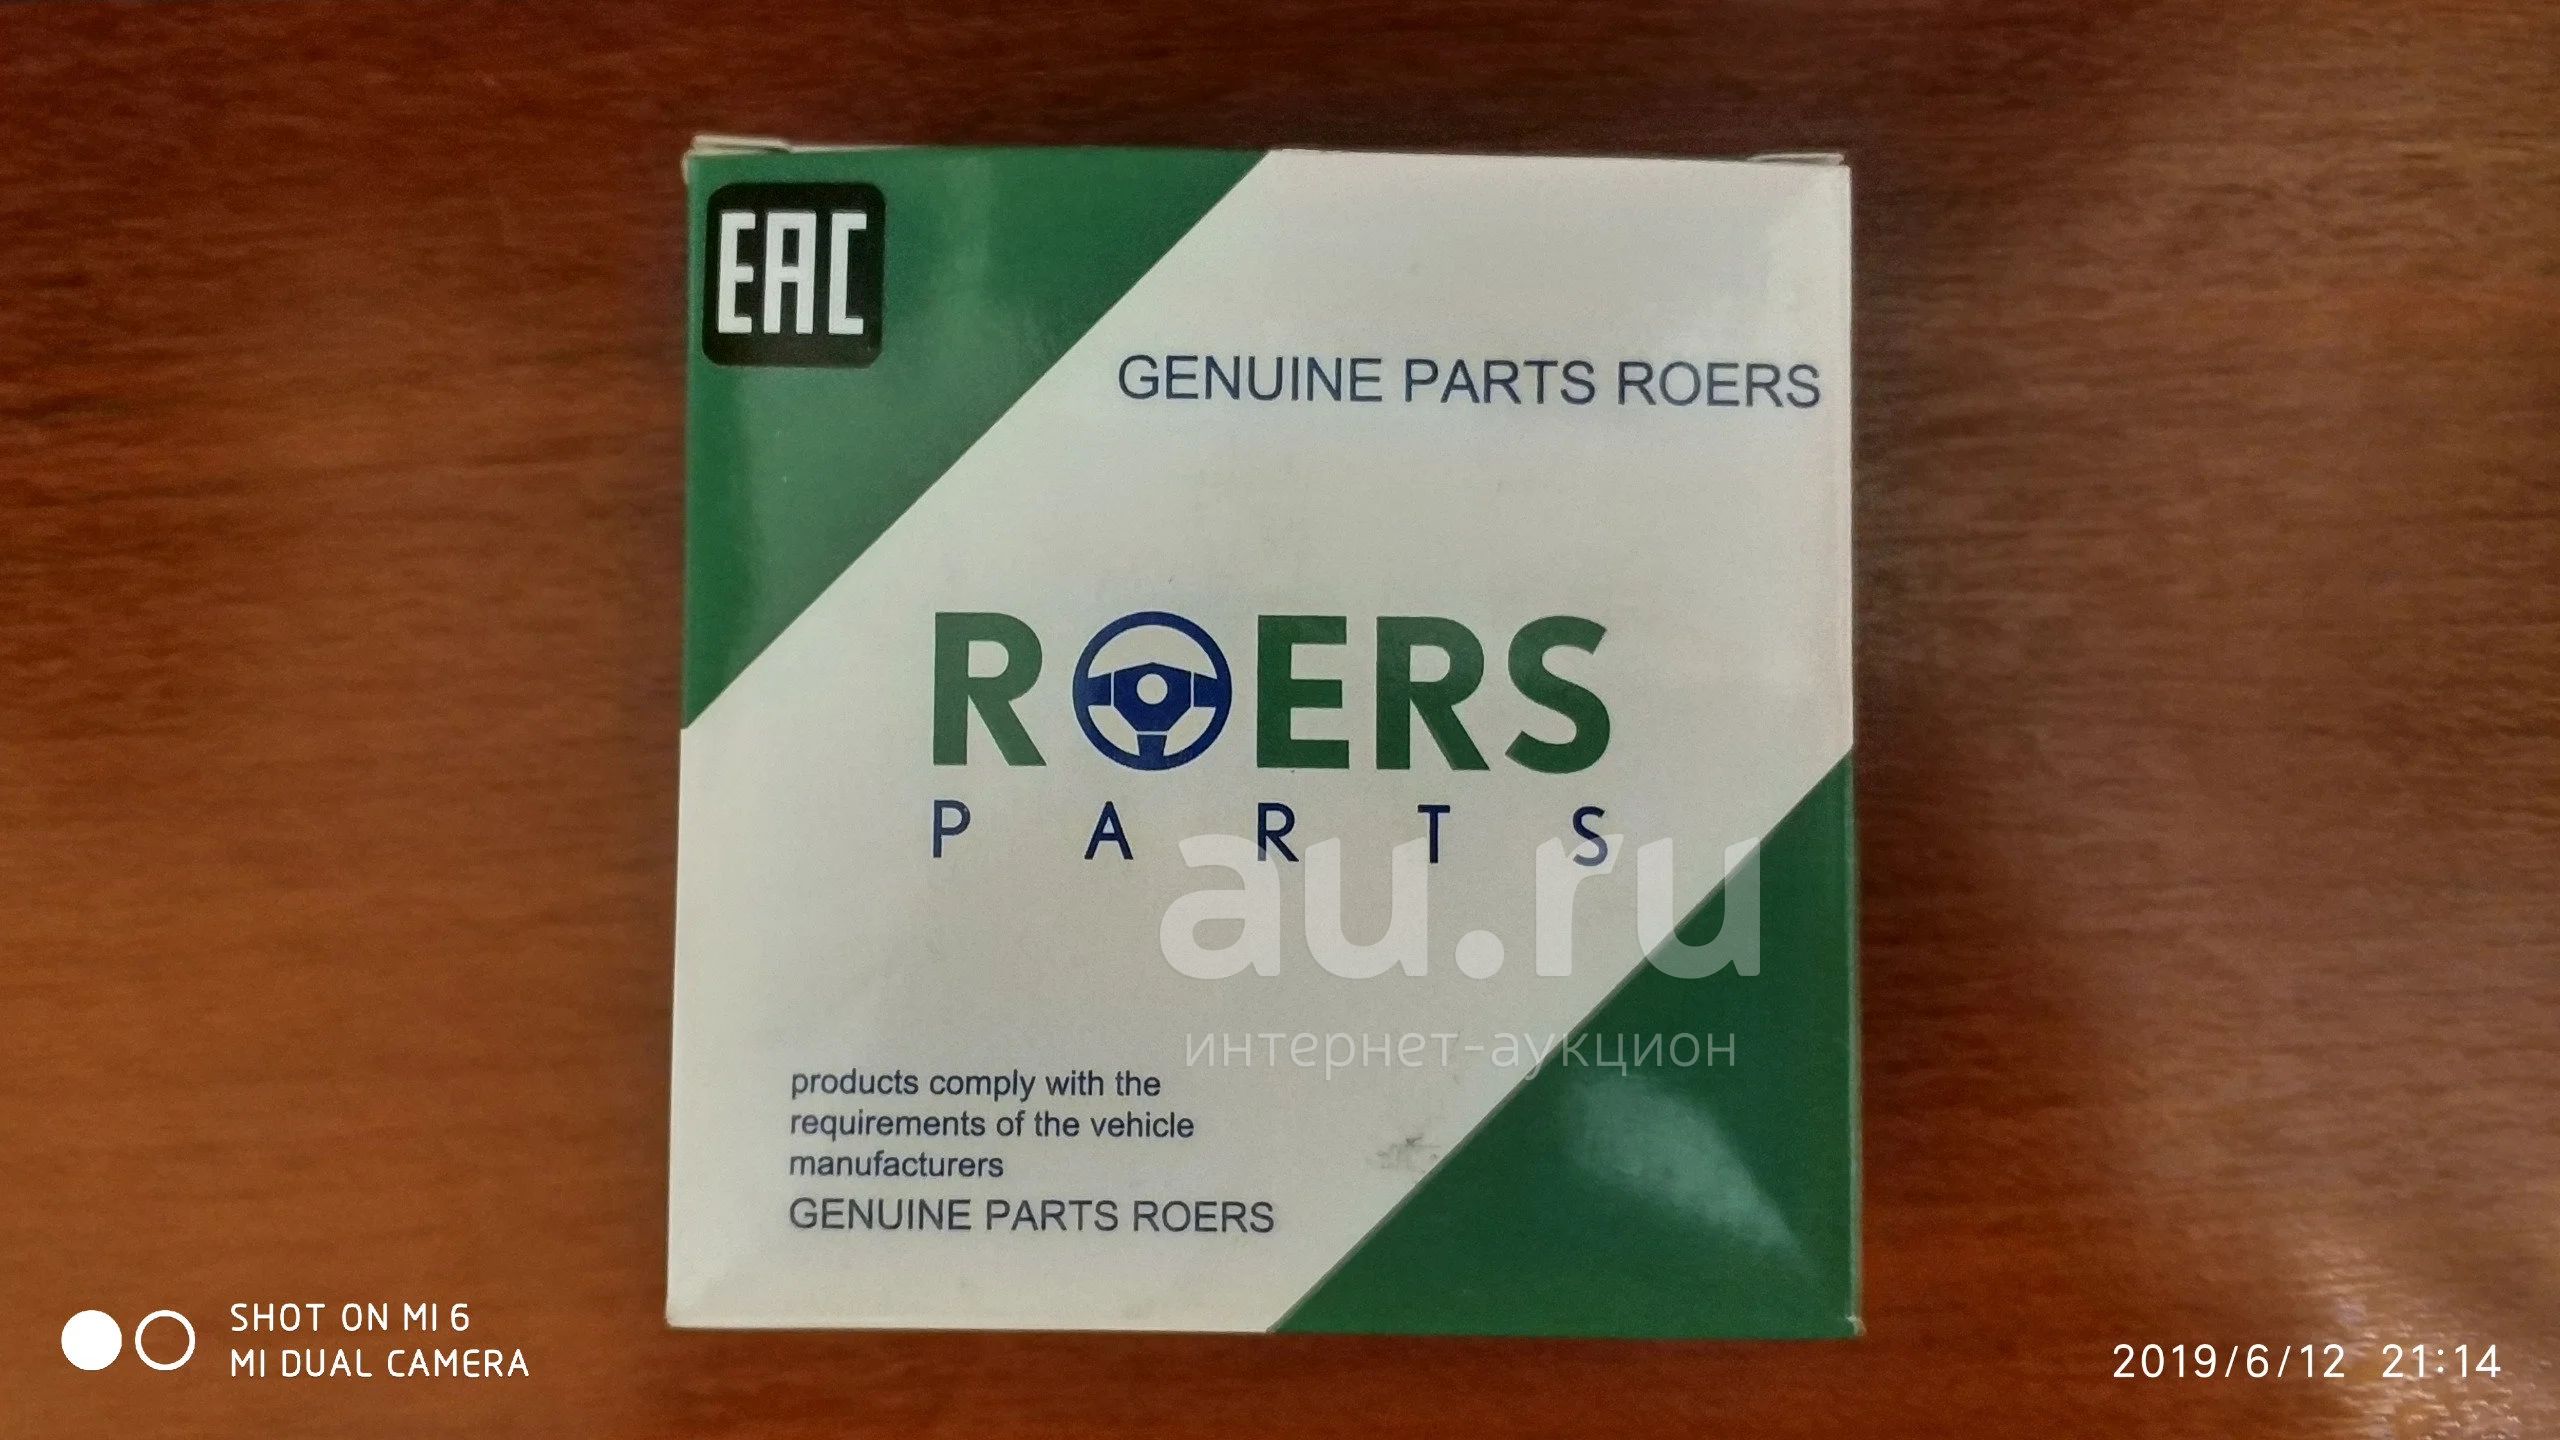 EAC
GENUINE PARTS ROERS
ROERS
PARTS
au.ru
интернет-аукцион
products comply with the
requirements of the vehicle
manufacturers
GENUINE PARTS ROERS
SHOT ON MI 6
MI DUAL CAMERA
2019/6/12 21:14